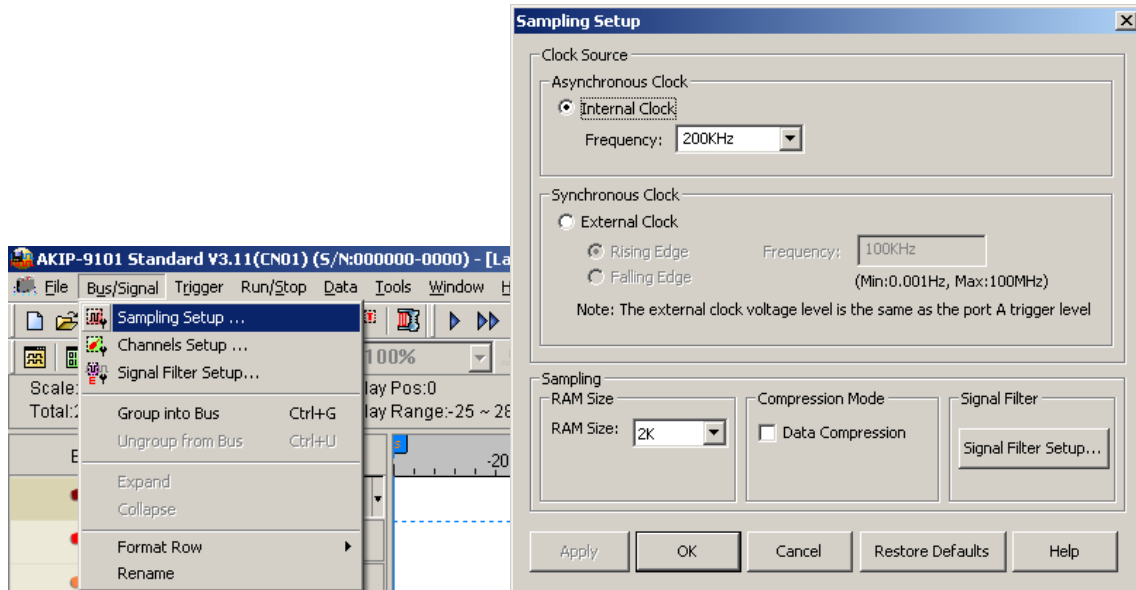 AKIP-9101 Standard V3.11(CN01) (S/N:000000-0000) - [La
File Bus/Signal Trigger Run/Stop Data Tools Window H
Sampling Setup ...
Channels Setup ...
100%
Signal Filter Setup...
Scale: lay Pos:0
Total: lay Range:-25 ~ 28
Group into Bus Ctrl+G
Ungroup from Bus Ctrl+U
-20
Expand
Collapse
Format Row
Rename
Sampling Setup
Clock Source
Asynchronous Clock
Internal Clock
Frequency: 200KHz
Synchronous Clock
External Clock
Rising Edge Frequency: 100KHz
Falling Edge (Min:0.001Hz, Max:100MHz)
Note: The external clock voltage level is the same as the port A trigger level
Sampling
RAM Size Compression Mode Signal Filter
RAM Size: 2K Data Compression Signal Filter Setup...
Apply OK Cancel Restore Defaults Help